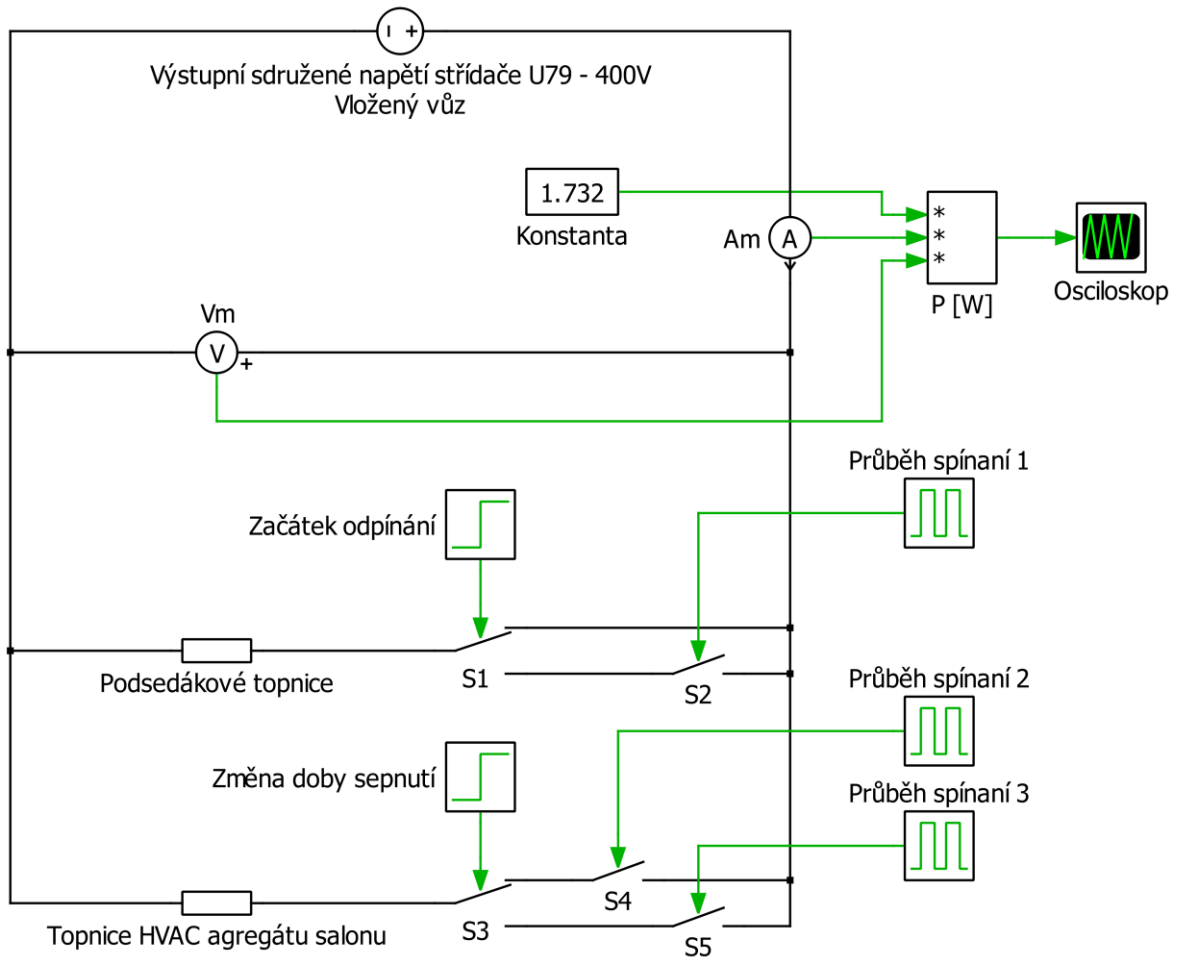 Výstupní sdružené napětí střídače U79 - 400V
Vložený vůz
1.732
Konstanta
Am
A
*
*
*
P [W]
Osciloskop
Vm
V
+
Průběh spínaní 1
Začátek odpínání
S1
S2
Podsedákové topnice
Průběh spínaní 2
Změna doby sepnutí
Průběh spínaní 3
S4
S3
S5
Topnice HVAC agregátu salonu